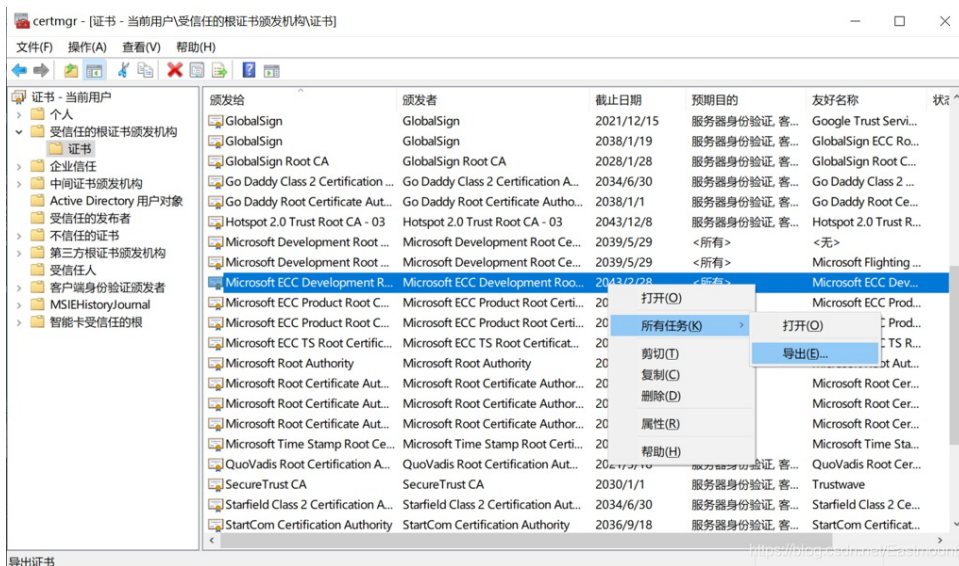 certmgr - [证书 - 当前用户\受信任的根证书颁发机构\证书]
文件(F) 操作(A) 查看(V) 帮助(H)
证书 - 当前用户
个人
受信任的根证书颁发机构
证书
企业信任
中间证书颁发机构
Active Directory 用户对象
受信任的发布者
不信任的证书
第三方根证书颁发机构
受信任人
客户端身份验证颁发者
MSIEHistoryJournal
智能卡受信任的根
颁发给 颁发者 截止日期 预期目的 友好名称 状态
GlobalSign GlobalSign 2021/12/15 服务器身份验证, 客... Google Trust Servi...
GlobalSign GlobalSign 2038/1/19 服务器身份验证, 客... GlobalSign ECC Ro...
GlobalSign Root CA GlobalSign Root CA 2028/1/28 服务器身份验证, 客... GlobalSign Root C...
Go Daddy Class 2 Certification ... Go Daddy Class 2 Certification A... 2034/6/30 服务器身份验证, 客... Go Daddy Class 2 ...
Go Daddy Root Certificate Aut... Go Daddy Root Certificate Autho... 2038/1/1 服务器身份验证, 客... Go Daddy Root Ce...
Hotspot 2.0 Trust Root CA - 03 Hotspot 2.0 Trust Root CA - 03 2043/12/8 服务器身份验证, 客... Hotspot 2.0 Trust R...
Microsoft Development Root ... Microsoft Development Root Ce... 2039/5/29 <所有> <无>
Microsoft Development Root ... Microsoft Development Root Ce... 2039/5/29 <所有> Microsoft Flighting ...
Microsoft ECC Development R... Microsoft ECC Development Roo... 2043/2/28 <所有> Microsoft ECC Dev...
Microsoft ECC Product Root C... Microsoft ECC Product Root Certi... 20 Microsoft ECC Prod...
Microsoft ECC Product Root C... Microsoft ECC Product Root Certi... 20 C Prod...
Microsoft ECC TS Root Certific... Microsoft ECC TS Root Certificat... 20 C TS R...
Microsoft Root Authority Microsoft Root Authority 20 t Aut...
Microsoft Root Certificate Aut... Microsoft Root Certificate Author... 20 Microsoft Root Cer...
Microsoft Root Certificate Aut... Microsoft Root Certificate Author... 20 Microsoft Root Cer...
Microsoft Root Certificate Aut... Microsoft Root Certificate Author... 20 Microsoft Root Cer...
Microsoft Time Stamp Root Ce... Microsoft Time Stamp Root Certi... 20 Microsoft Time Sta...
QuoVadis Root Certification A... QuoVadis Root Certification Aut... 服务器身份验证, 客... QuoVadis Root Cer...
SecureTrust CA SecureTrust CA 2030/1/1 服务器身份验证, 客... Trustwave
Starfield Class 2 Certification A... Starfield Class 2 Certification Aut... 2034/6/30 服务器身份验证, 客... Starfield Class 2 Ce...
StartCom Certification Authority StartCom Certification Authority 2036/9/18 服务器身份验证, 客... StartCom Certificat...
打开(O)
所有任务(K)
剪切(T)
复制(C)
删除(D)
属性(R)
帮助(H)
打开(O)
导出(E)...
导出证书
https://blog.csdn.net/Eastmount